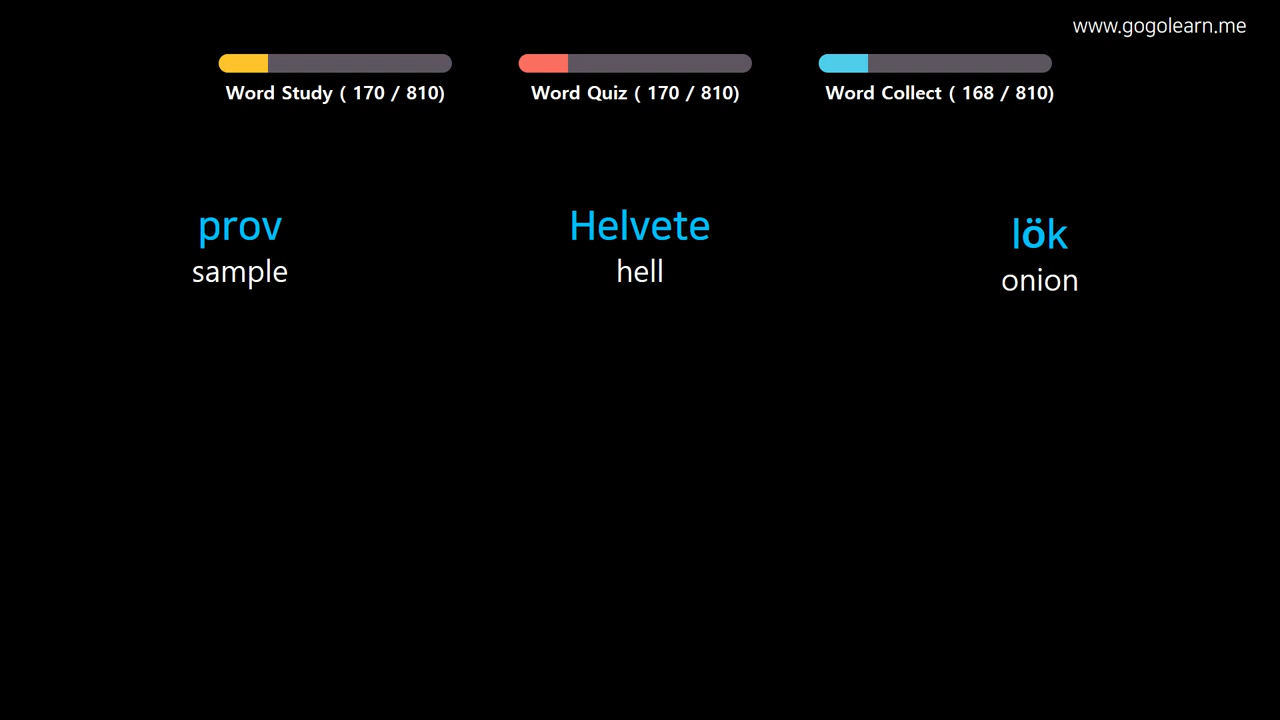 www.gogolearn.me
Word Study ( 170 / 810)
Word Quiz ( 170 / 810)
Word Collect ( 168 / 810)
prov
sample
Helvete
hell
lök
onion